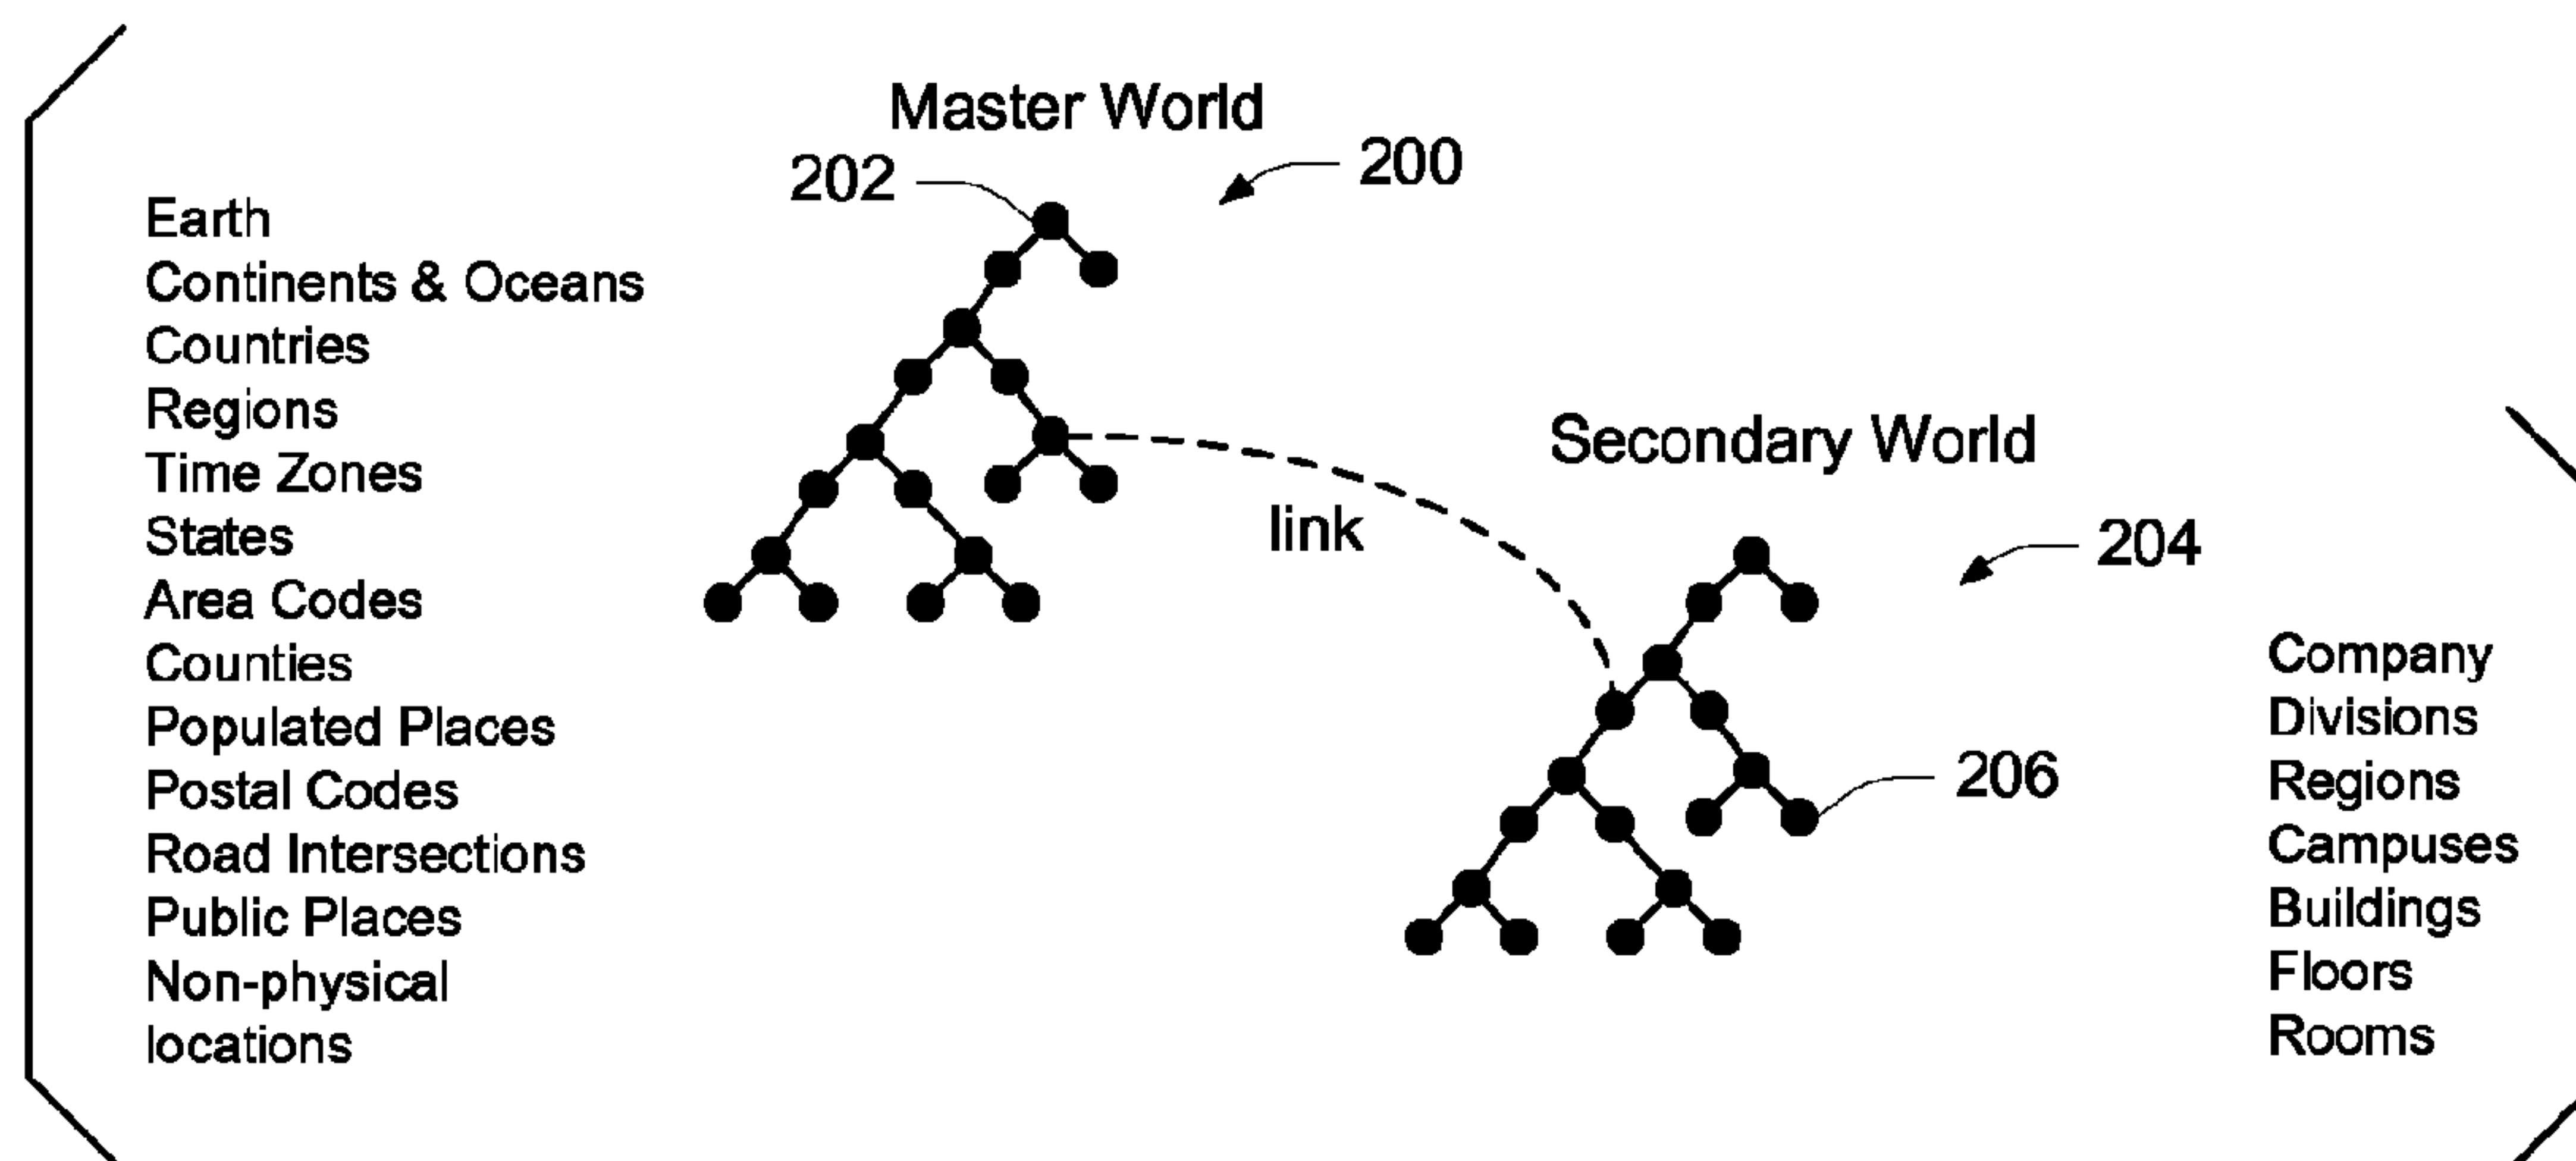 Master World
202
200
Earth
Continents & Oceans
Countries
Regions
Time Zones
States
Area Codes
Counties
Populated Places
Postal Codes
Road Intersections
Public Places
Non-physical
locations
link
Secondary World
204
206
Company
Divisions
Regions
Campuses
Buildings
Floors
Rooms